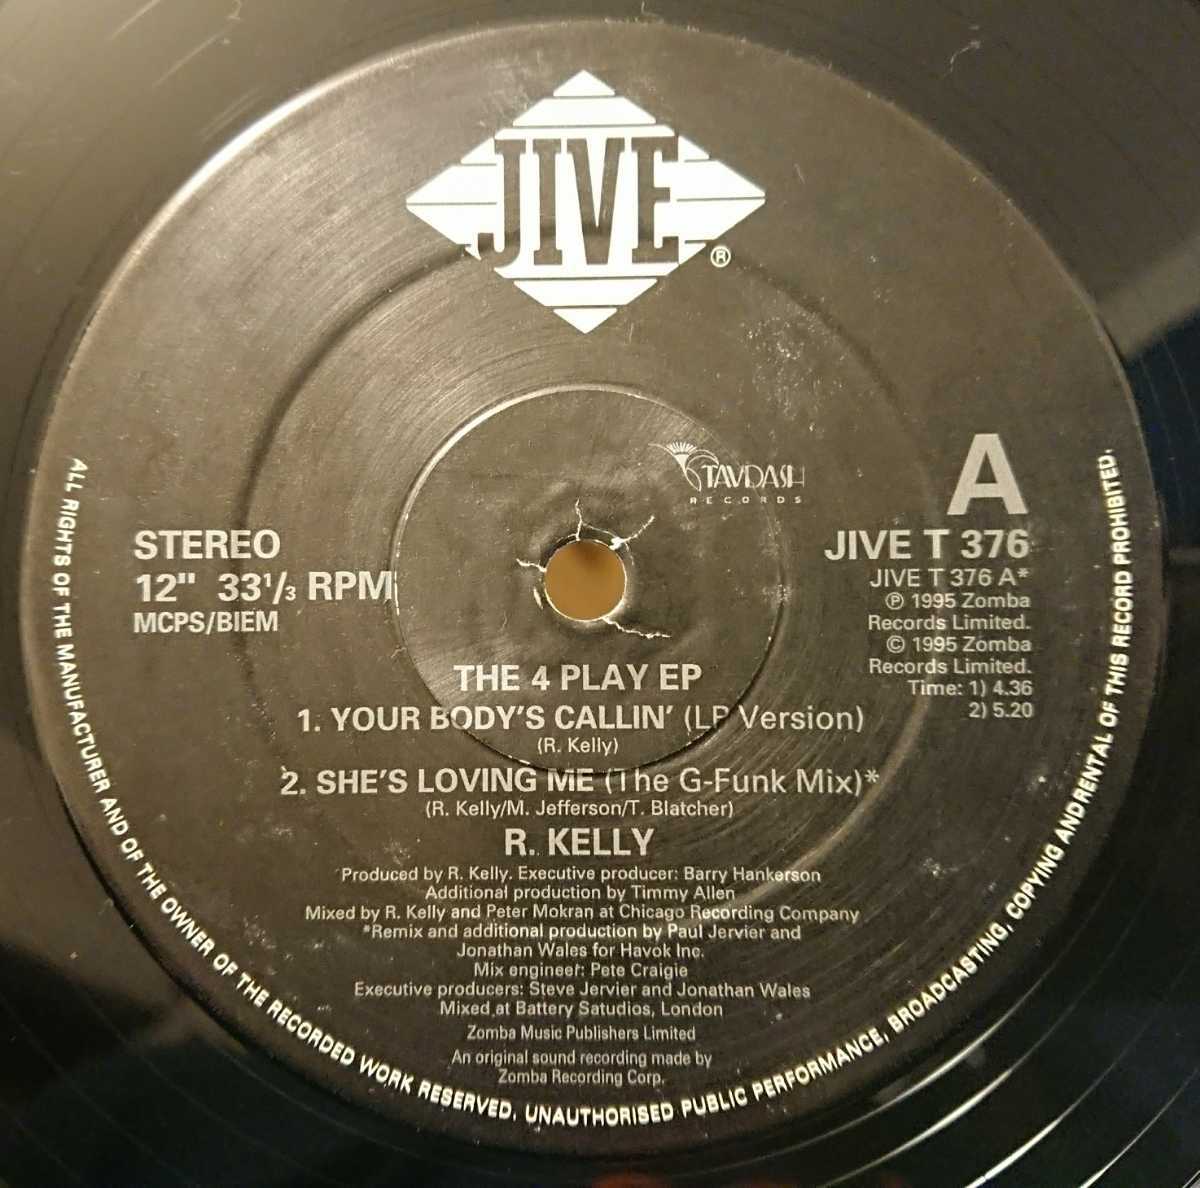 JIVE ®
TAVDASH
RECORDS
A
STEREO
12" 33⅓ RPM
MCPS/BIEM
JIVE T 376
JIVE T 376 A*
℗ 1995 Zomba
Records Limited.
© 1995 Zomba
Records Limited.
Time: 1) 4.36
2) 5.20
THE 4 PLAY EP
1. YOUR BODY'S CALLIN' (LP Version)
(R. Kelly)
2. SHE'S LOVING ME (The G-Funk Mix)*
(R. Kelly/M. Jefferson/T. Blatcher)
R. KELLY
Produced by R. Kelly. Executive producer: Barry Hankerson
Additional production by Timmy Allen
Mixed by R. Kelly and Peter Mokran at Chicago Recording Company
*Remix and additional production by Paul Jervier and
Jonathan Wales for Havok Inc.
Mix engineer: Pete Craigie
Executive producers: Steve Jervier and Jonathan Wales
Mixed at Battery Satudios, London
Zomba Music Publishers Limited
An original sound recording made by
Zomba Recording Corp.
ALL RIGHTS OF THE MANUFACTURER AND OF THE OWNER OF THE RECORDED WORK RESERVED. UNAUTHORISED PUBLIC PERFORMANCE, BROADCASTING, COPYING AND RENTAL OF THIS RECORD PROHIBITED.